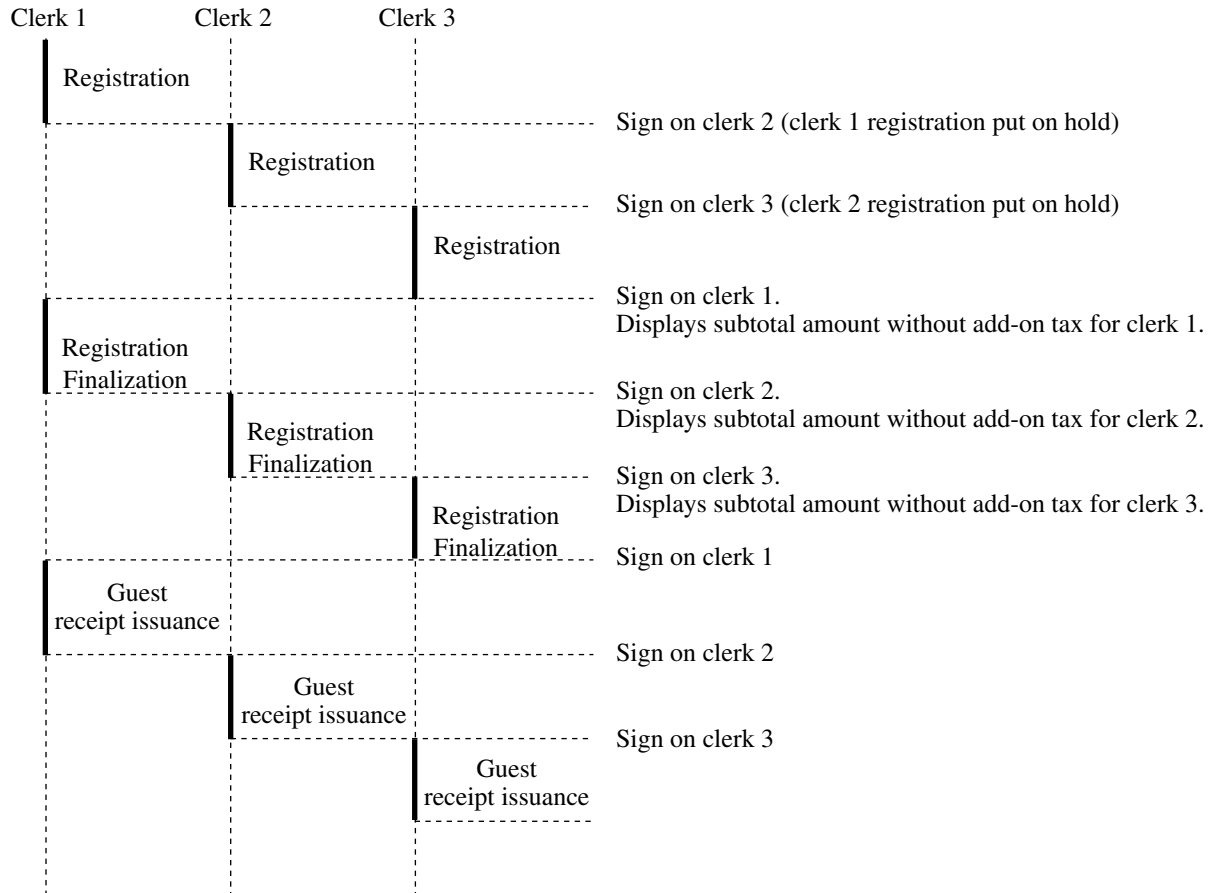 Clerk 1
Clerk 2
Clerk 3
Registration
Sign on clerk 2 (clerk 1 registration put on hold)
Registration
Sign on clerk 3 (clerk 2 registration put on hold)
Registration
Sign on clerk 1.
Displays subtotal amount without add-on tax for clerk 1.
Registration
Finalization
Sign on clerk 2.
Displays subtotal amount without add-on tax for clerk 2.
Registration
Finalization
Sign on clerk 3.
Displays subtotal amount without add-on tax for clerk 3.
Registration
Finalization
Sign on clerk 1
Guest
receipt issuance
Sign on clerk 2
Guest
receipt issuance
Sign on clerk 3
Guest
receipt issuance